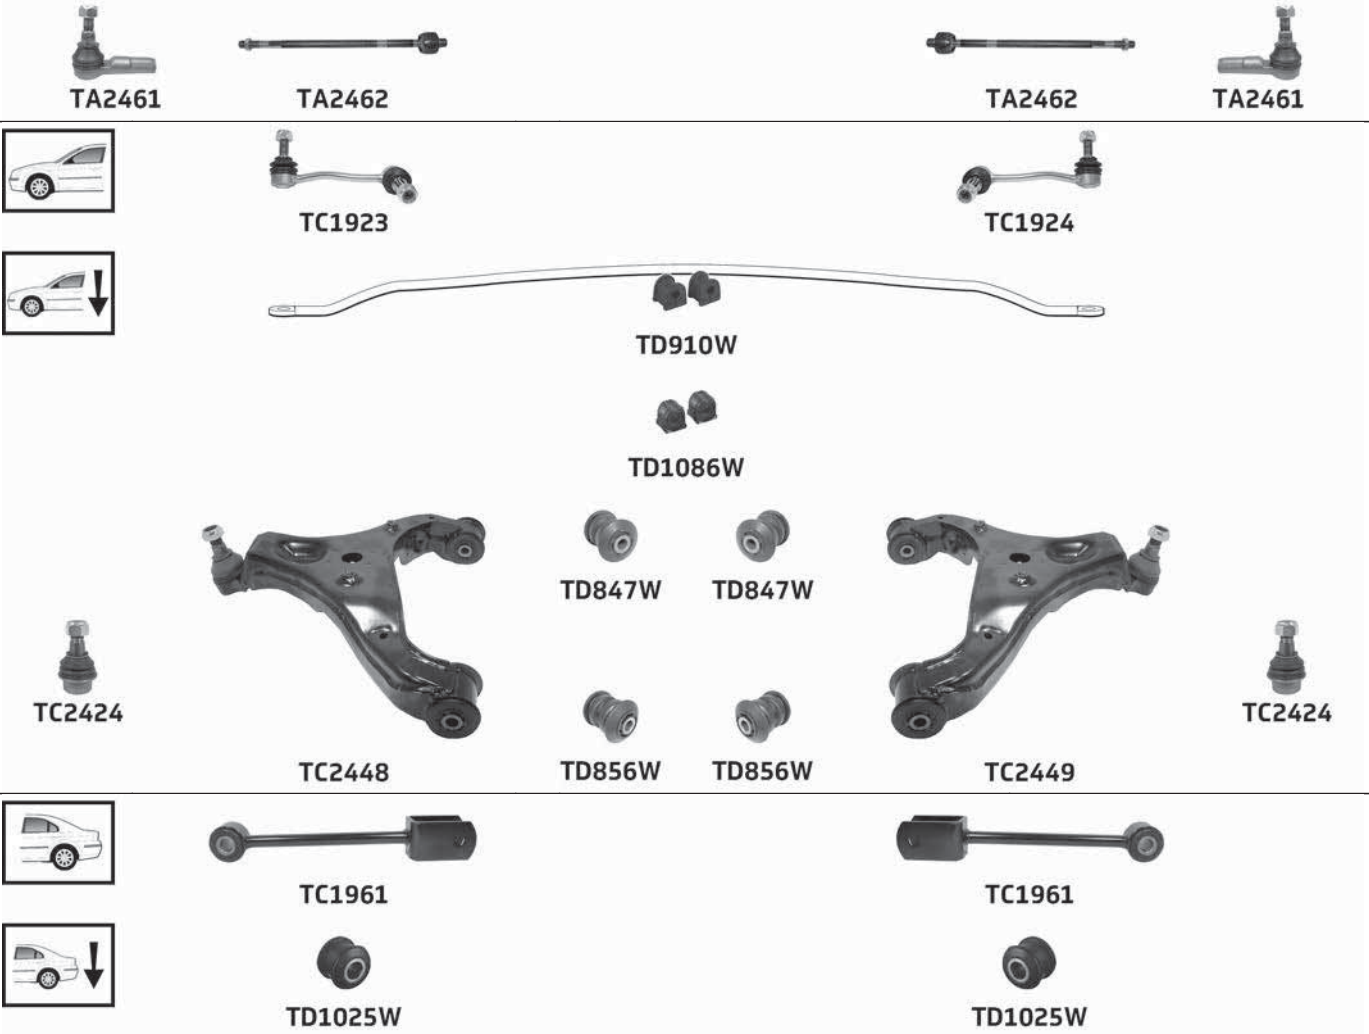 TA2461 TA2462 TA2462 TA2461
TC1923 TC1924
TD910W
TD1086W
TD847W TD847W
TC2424 TC2424
TC2448 TD856W TD856W TC2449
TC1961 TC1961
TD1025W TD1025W